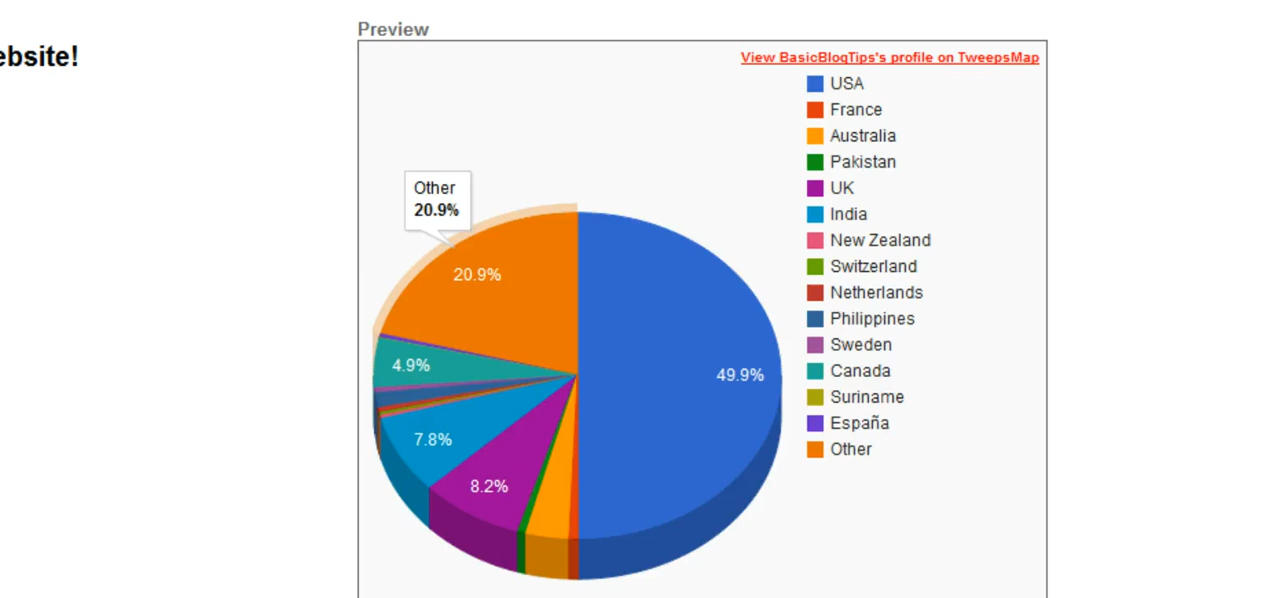 ebsite!
Preview
View BasicBlogTips's profile on TweepsMap
USA
France
Australia
Pakistan
UK
India
New Zealand
Switzerland
Netherlands
Philippines
Sweden
Canada
Suriname
España
Other
Other
20.9%
20.9%
4.9%
49.9%
7.8%
8.2%